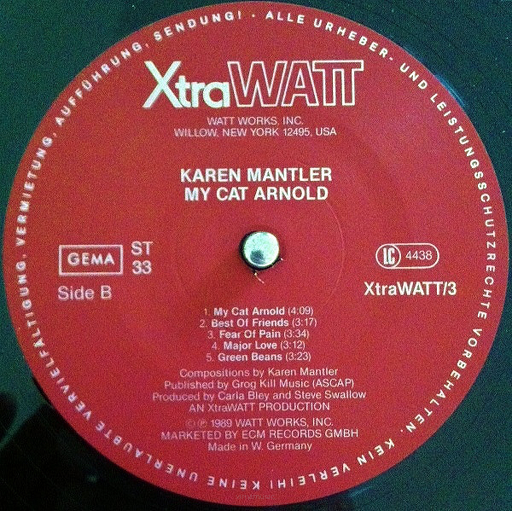 ALLE URHEBER- UND LEISTUNGSSCHUTZRECHTE VORBEHALTEN. KEIN VERLEIH! KEINE UNERLAUBTE VERVIELFÄLTIGUNG, VERMIETUNG, AUFFÜHRUNG, SENDUNG! ·
XtraWATT
WATT WORKS, INC.
WILLOW, NEW YORK 12495, USA
KAREN MANTLER
MY CAT ARNOLD
GEMA
ST
33
Side B
LC 4438
XtraWATT/3
1. My Cat Arnold (4:09)
2. Best Of Friends (3:17)
3. Fear Of Pain (3:34)
4. Major Love (3:12)
5. Green Beans (3:23)
Compositions by Karen Mantler
Published by Grog Kill Music (ASCAP)
Produced by Carla Bley and Steve Swallow
AN XtraWATT PRODUCTION
© ℗ 1989 WATT WORKS, INC.
MARKETED BY ECM RECORDS GMBH
Made in W. Germany